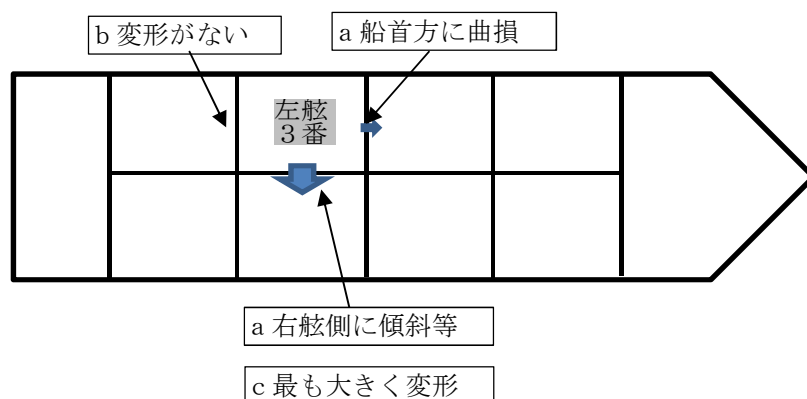 b 変形がない
a 船首方に曲損
左舷
３番
a 右舷側に傾斜等
c 最も大きく変形